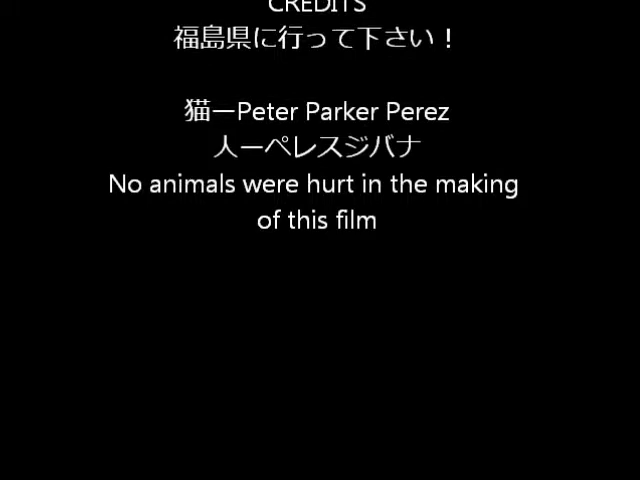 CREDITS
福島県に行って下さい！
猫ーPeter Parker Perez
人ーペレスジバナ
No animals were hurt in the making
of this film